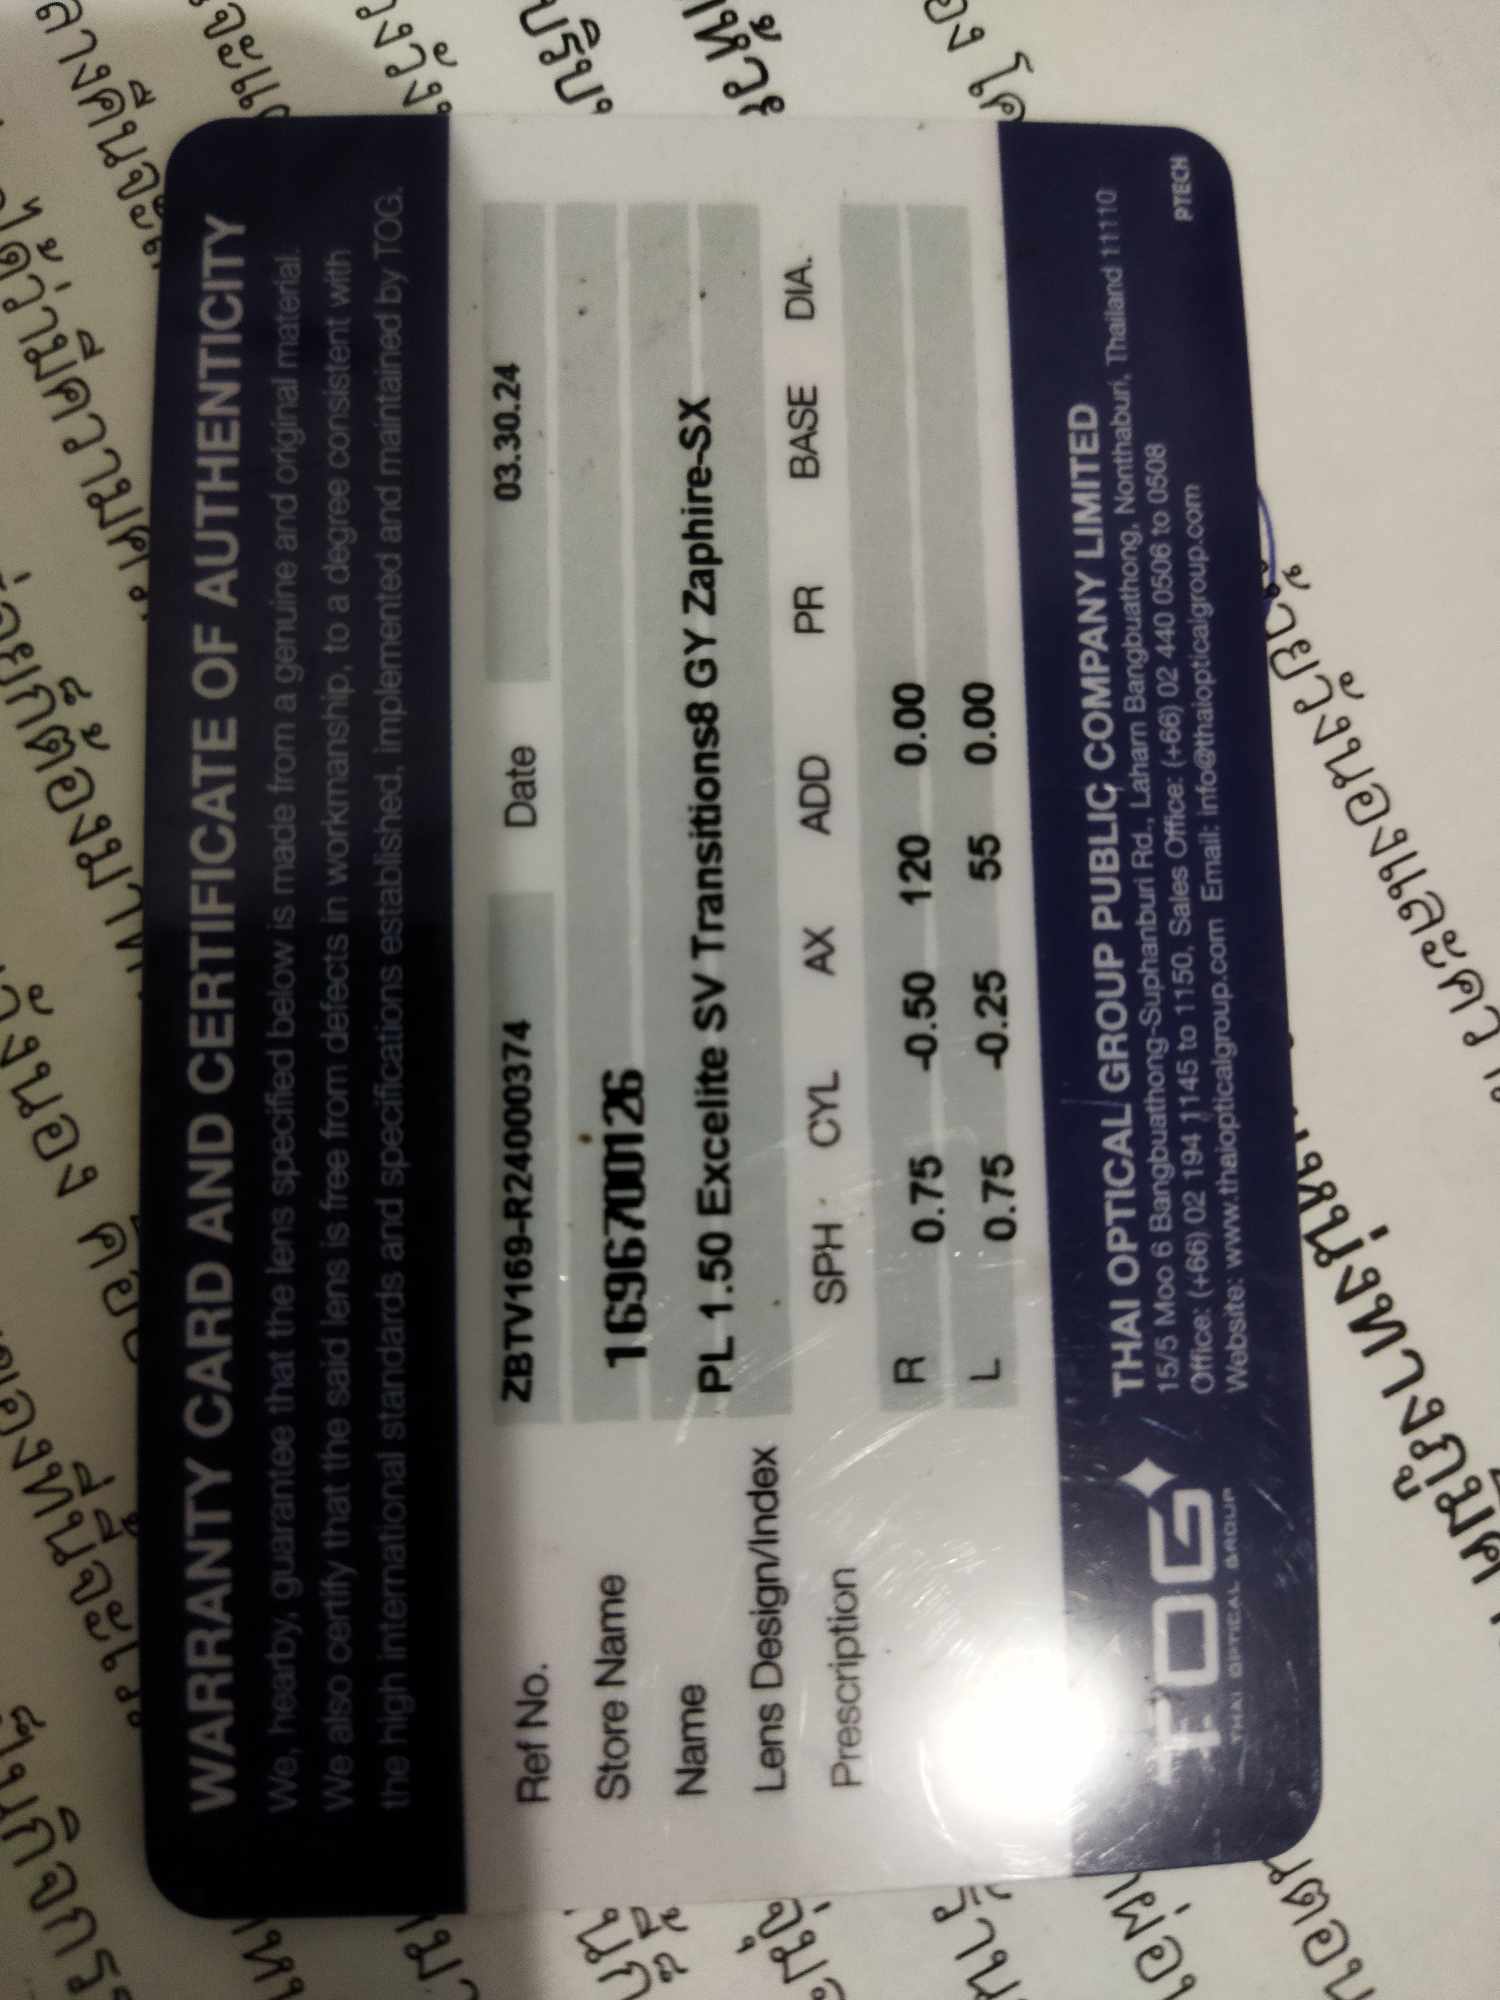 WARRANTY CARD AND CERTIFICATE OF AUTHENTICITY
We, hearby, guarantee that the lens specified below is made from a genuine and original material.
We also certify that the said lens is free from defects in workmanship, to a degree consistent with
the high international standards and specifications established, implemented and maintained by TOG.
Ref No. ZBTV169-R2400374 Date 03.30.24
Store Name 1696700126
Name
Lens Design/Index PL 1.50 Excelite SV Transitions8 GY Zaphire-SX
Prescription SPH CYL AX ADD PR BASE DIA.
R 0.75 -0.50 120 0.00
L 0.75 -0.25 55 0.00
TOG
THAI OPTICAL GROUP
THAI OPTICAL GROUP PUBLIC COMPANY LIMITED
15/5 Moo 6 Bangbuathong-Suphanburi Rd., Laharn Bangbuathong, Nonthaburi, Thailand 11110
Office: (+66) 02 194 1145 to 1150, Sales Office: (+66) 02 440 0506 to 0508
Website: www.thaiopticalgroup.com Email: info@thaiopticalgroup.com
PTECH